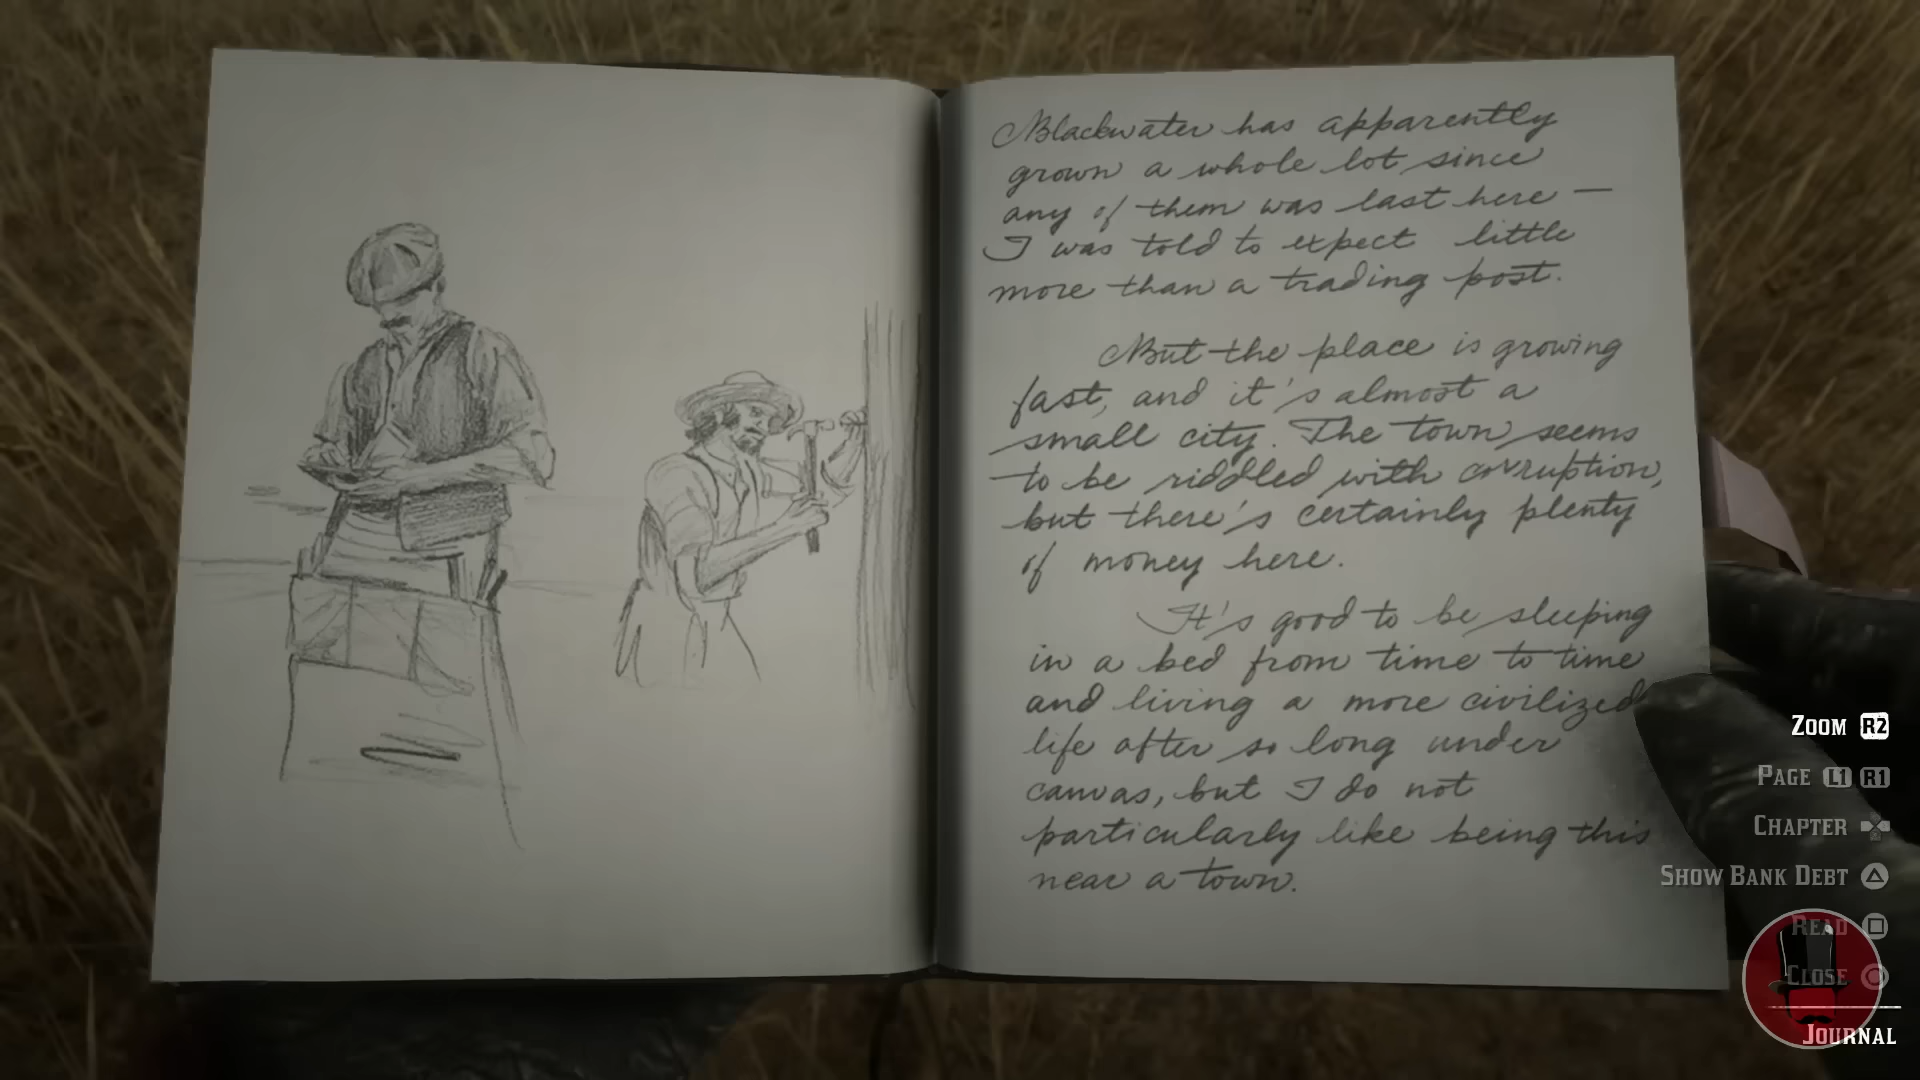 Blackwater has apparently
grown a whole lot since
any of them was last here —
I was told to expect little
more than a trading post.
But the place is growing
fast, and it's almost a
small city. The town seems
to be riddled with corruption,
but there's certainly plenty
of money here.
It's good to be sleeping
in a bed from time to time
and living a more civilized
life after so long under
canvas, but I do not
particularly like being this
near a town.
ZOOM R2
PAGE L1 R1
CHAPTER
SHOW BANK DEBT
READ
CLOSE
JOURNAL